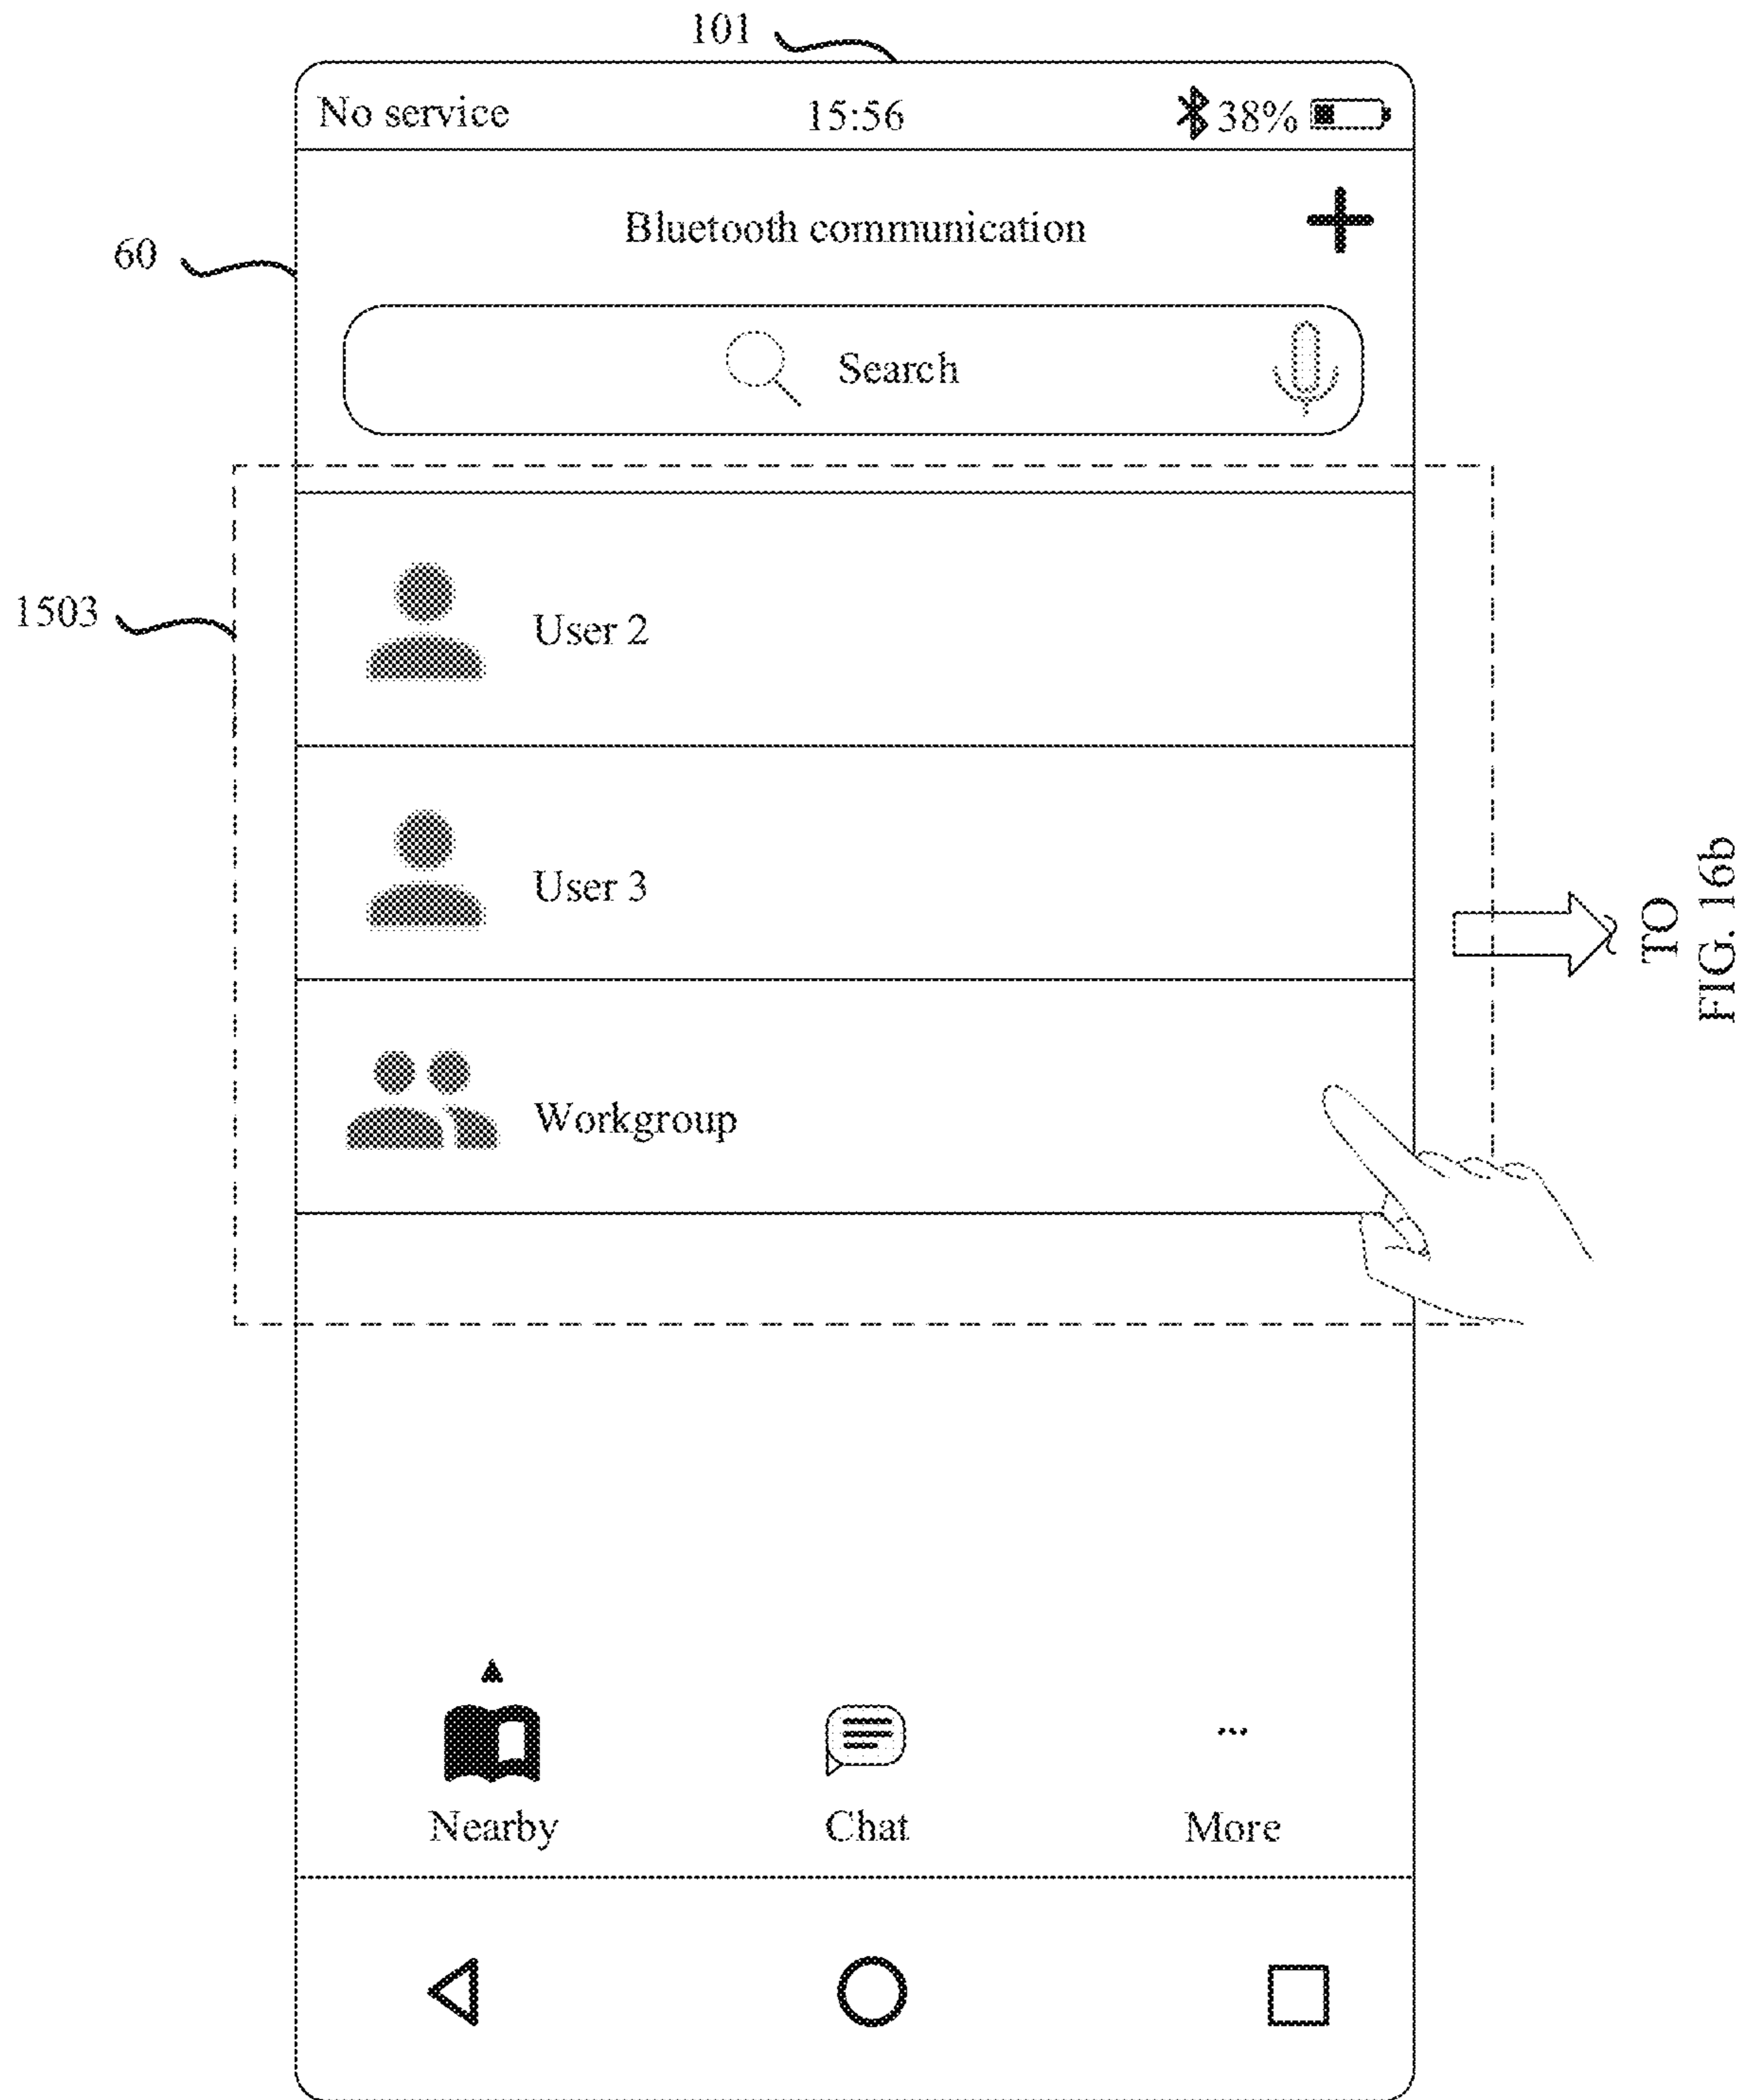 101
No service 15:56 38%
60
Bluetooth communication
Search
1503
User 2
User 3
TO
FIG. 16b
Workgroup
Nearby Chat More